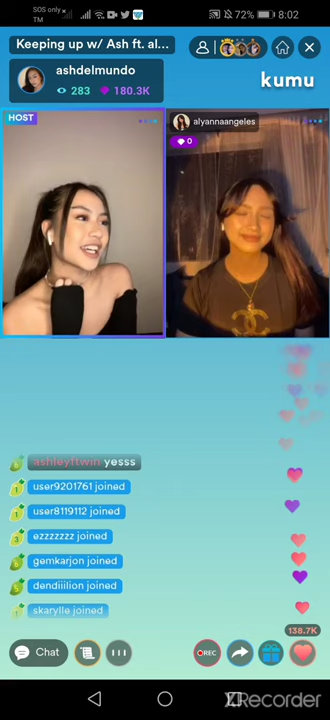 SOS only
TM
72%
8:02
Keeping up w/ Ash ft. al...
ashdelmundo
283 180.3K
kumu
HOST
alyannaangeles
0
ashleyftwin yesss
user9201761 joined
user8119112 joined
ezzzzzzz joined
gemkarjon joined
dendiiilion joined
skarylle joined
138.7K
Chat
REC
XRecorder